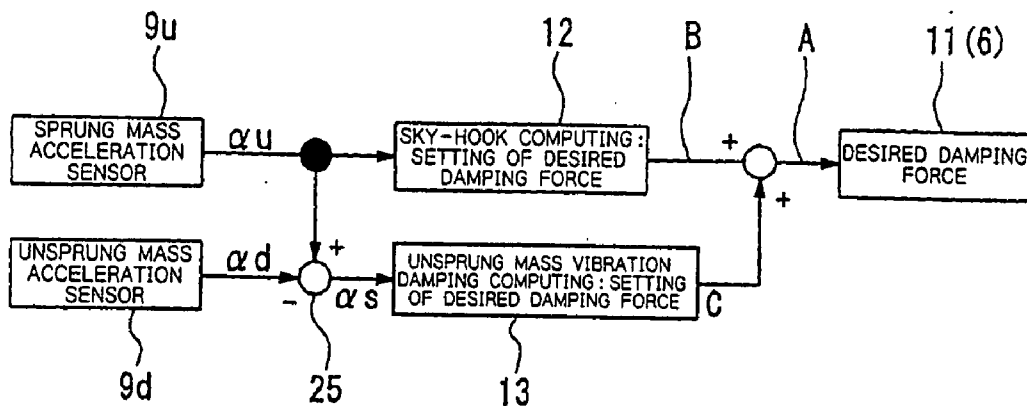 9u
12
B
A
11(6)
SPRUNG MASS
ACCELERATION
SENSOR
αu
SKY-HOOK COMPUTING:
SETTING OF DESIRED
DAMPING FORCE
+
DESIRED DAMPING
FORCE
+
UNSPRUNG MASS
ACCELERATION
SENSOR
αd
+
-
αs
UNSPRUNG MASS VIBRATION
DAMPING COMPUTING: SETTING
OF DESIRED DAMPING FORCE
C
9d
25
13